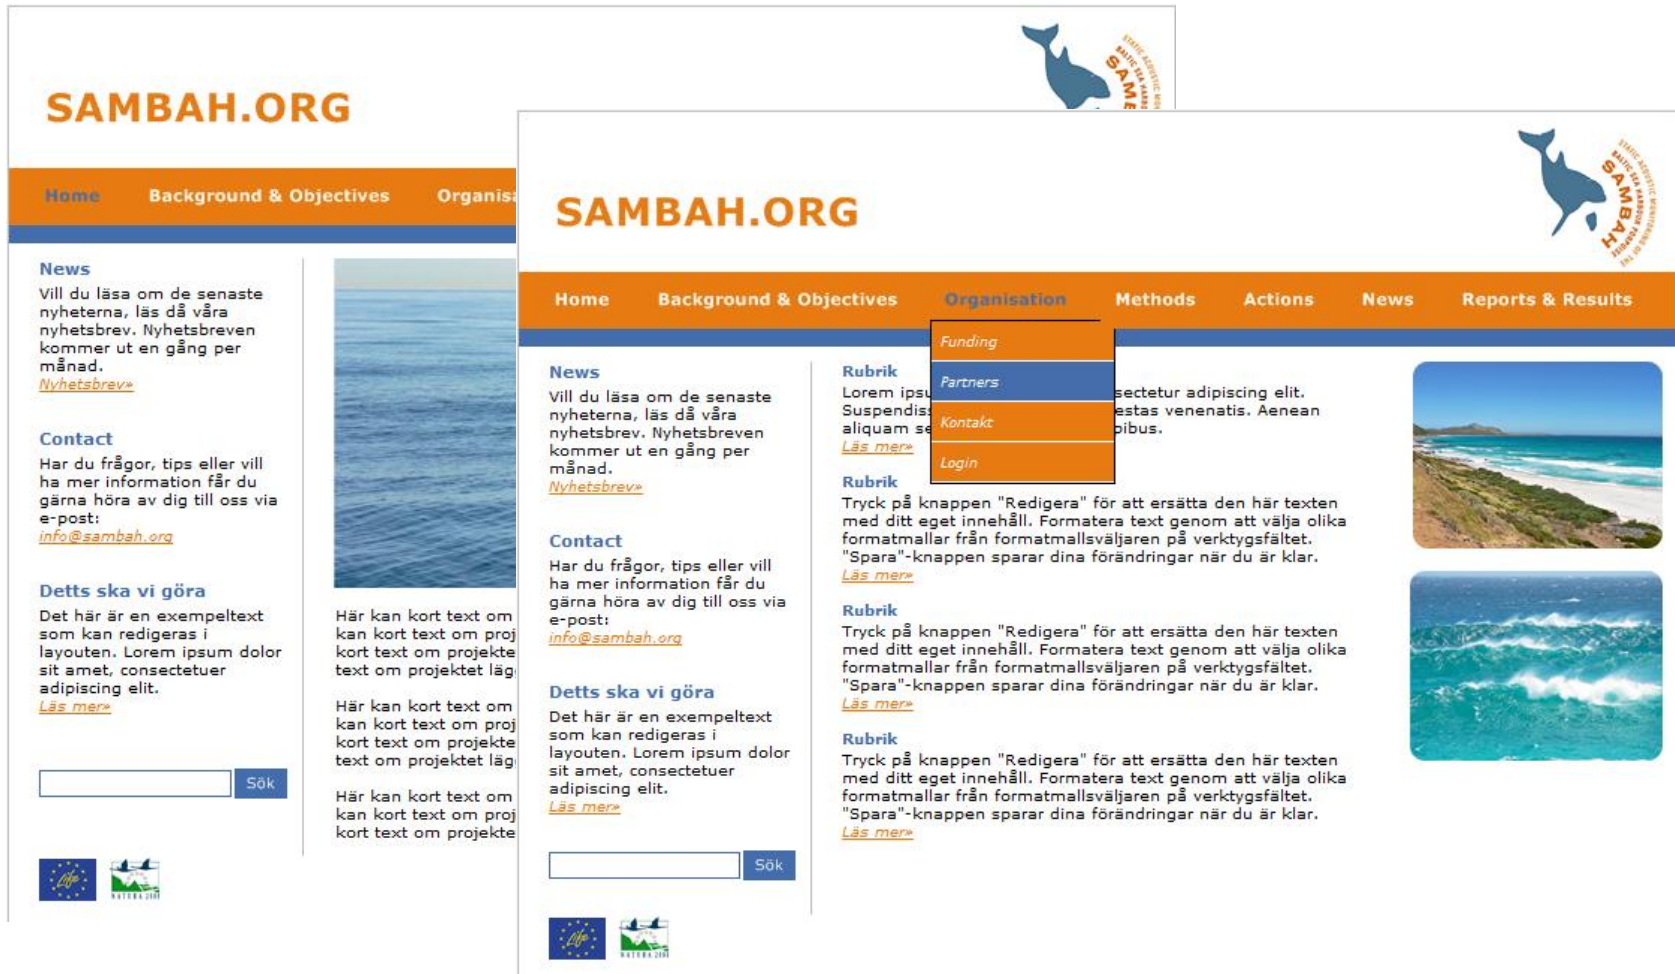 SAMBAH.ORG
Home Background & Objectives Organisa
News
Vill du läsa om de senaste
nyheterna, läs då våra
nyhetsbrev. Nyhetsbreven
kommer ut en gång per
månad.
Nyhetsbrev»
Contact
Har du frågor, tips eller vill
ha mer information får du
gärna höra av dig till oss via
e-post:
info@sambah.org
Detts ska vi göra
Det här är en exempeltext
som kan redigeras i
layouten. Lorem ipsum dolor
sit amet, consectetuer
adipiscing elit.
Läs mer»
Sök
Life
NATURA 2000
Här kan kort text om
kan kort text om proj
kort text om projekte
text om projektet läg
Här kan kort text om
kan kort text om proj
kort text om projekte
text om projektet läg
Här kan kort text om
kan kort text om proj
kort text om projekte
SAMBAH.ORG
STATIC ACOUSTIC MONITORING OF THE
BALTIC SEA HARBOUR PORPOISE
SAMBAH
Home Background & Objectives Organisation Methods Actions News Reports & Results
Funding
Partners
Kontakt
Login
News
Vill du läsa om de senaste
nyheterna, läs då våra
nyhetsbrev. Nyhetsbreven
kommer ut en gång per
månad.
Nyhetsbrev»
Contact
Har du frågor, tips eller vill
ha mer information får du
gärna höra av dig till oss via
e-post:
info@sambah.org
Detts ska vi göra
Det här är en exempeltext
som kan redigeras i
layouten. Lorem ipsum dolor
sit amet, consectetuer
adipiscing elit.
Läs mer»
Sök
Life
NATURA 2000
Rubrik
Lorem ipsu sectetur adipiscing elit.
Suspendiss estas venenatis. Aenean
aliquam se pibus.
Läs mer»
Rubrik
Tryck på knappen "Redigera" för att ersätta den här texten
med ditt eget innehåll. Formatera text genom att välja olika
formatmallar från formatmallsväljaren på verktygsfältet.
"Spara"-knappen sparar dina förändringar när du är klar.
Läs mer»
Rubrik
Tryck på knappen "Redigera" för att ersätta den här texten
med ditt eget innehåll. Formatera text genom att välja olika
formatmallar från formatmallsväljaren på verktygsfältet.
"Spara"-knappen sparar dina förändringar när du är klar.
Läs mer»
Rubrik
Tryck på knappen "Redigera" för att ersätta den här texten
med ditt eget innehåll. Formatera text genom att välja olika
formatmallar från formatmallsväljaren på verktygsfältet.
"Spara"-knappen sparar dina förändringar när du är klar.
Läs mer»